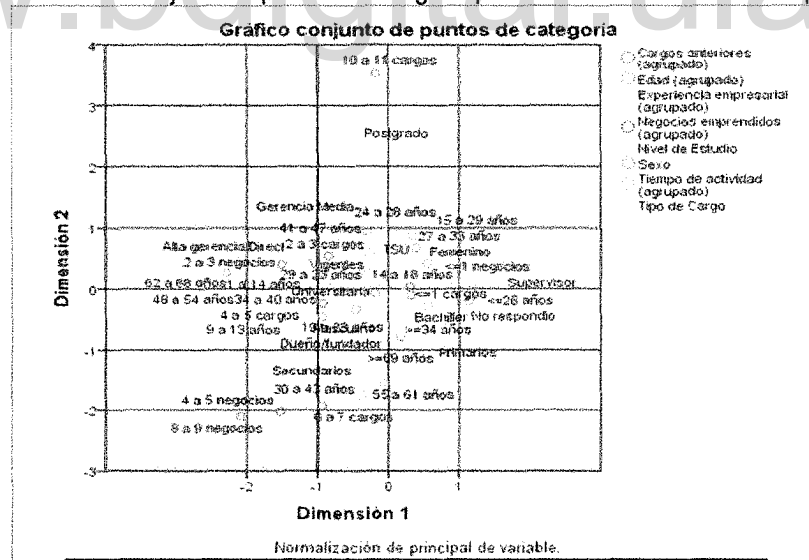 Gráfico conjunto de puntos de categoría
10 a 11 cargos
Postgrado
Gerencia Media
24 a 28 años
15 a 29 años
41 a 47 años
27 a 33 años
Alta gerencia/Direct
2 a 3 cargos
TSU
Femenino
2 a 3 negocios
<=1 negocios
14 a 18 años
62 a 68 años
Supervisor
Universitaria
<=1 cargos
<=26 años
48 a 54 años
34 a 40 años
4 a 5 cargos
Bachiller
No respondio
9 a 13 años
>=34 años
Dueño/fundador
>=69 años
Primarios
Secundarios
30 a 43 años
55 a 61 años
4 a 5 negocios
6 a 7 cargos
8 a 9 negocios
Cargos anteriores
(agrupado)
Edad (agrupado)
Experiencia empresarial
(agrupado)
Negocios emprendidos
(agrupado)
Nivel de Estudio
Sexo
Tiempo de actividad
(agrupado)
Tipo de Cargo
Dimensión 2
4
3
2
1
0
-1
-2
-3
-2
-1
0
1
Dimensión 1
Normalización de principal de variable.